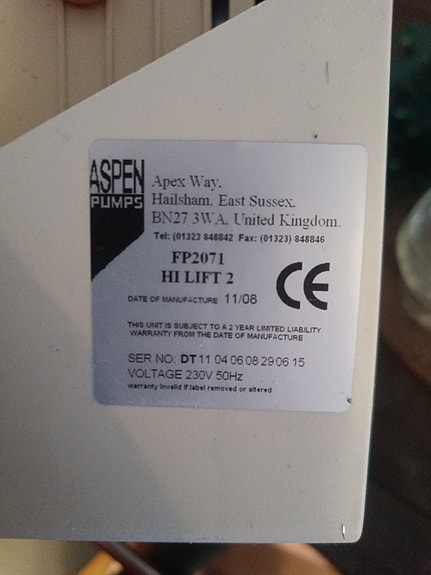 ASPEN
PUMPS
Apex Way.
Hailsham, East Sussex.
BN27 3WA. United Kingdom.
Tel: (01323 848842 Fax: (01323) 848846
FP2071
HI LIFT 2
DATE OF MANUFACTURE 11/08
CE
THIS UNIT IS SUBJECT TO A 2 YEAR LIMITED LIABILITY
WARRANTY FROM THE DATE OF MANUFACTURE
SER NO: DT 11 04 06 08 29 06 15
VOLTAGE 230V 50Hz
warranty invalid if label removed or altered